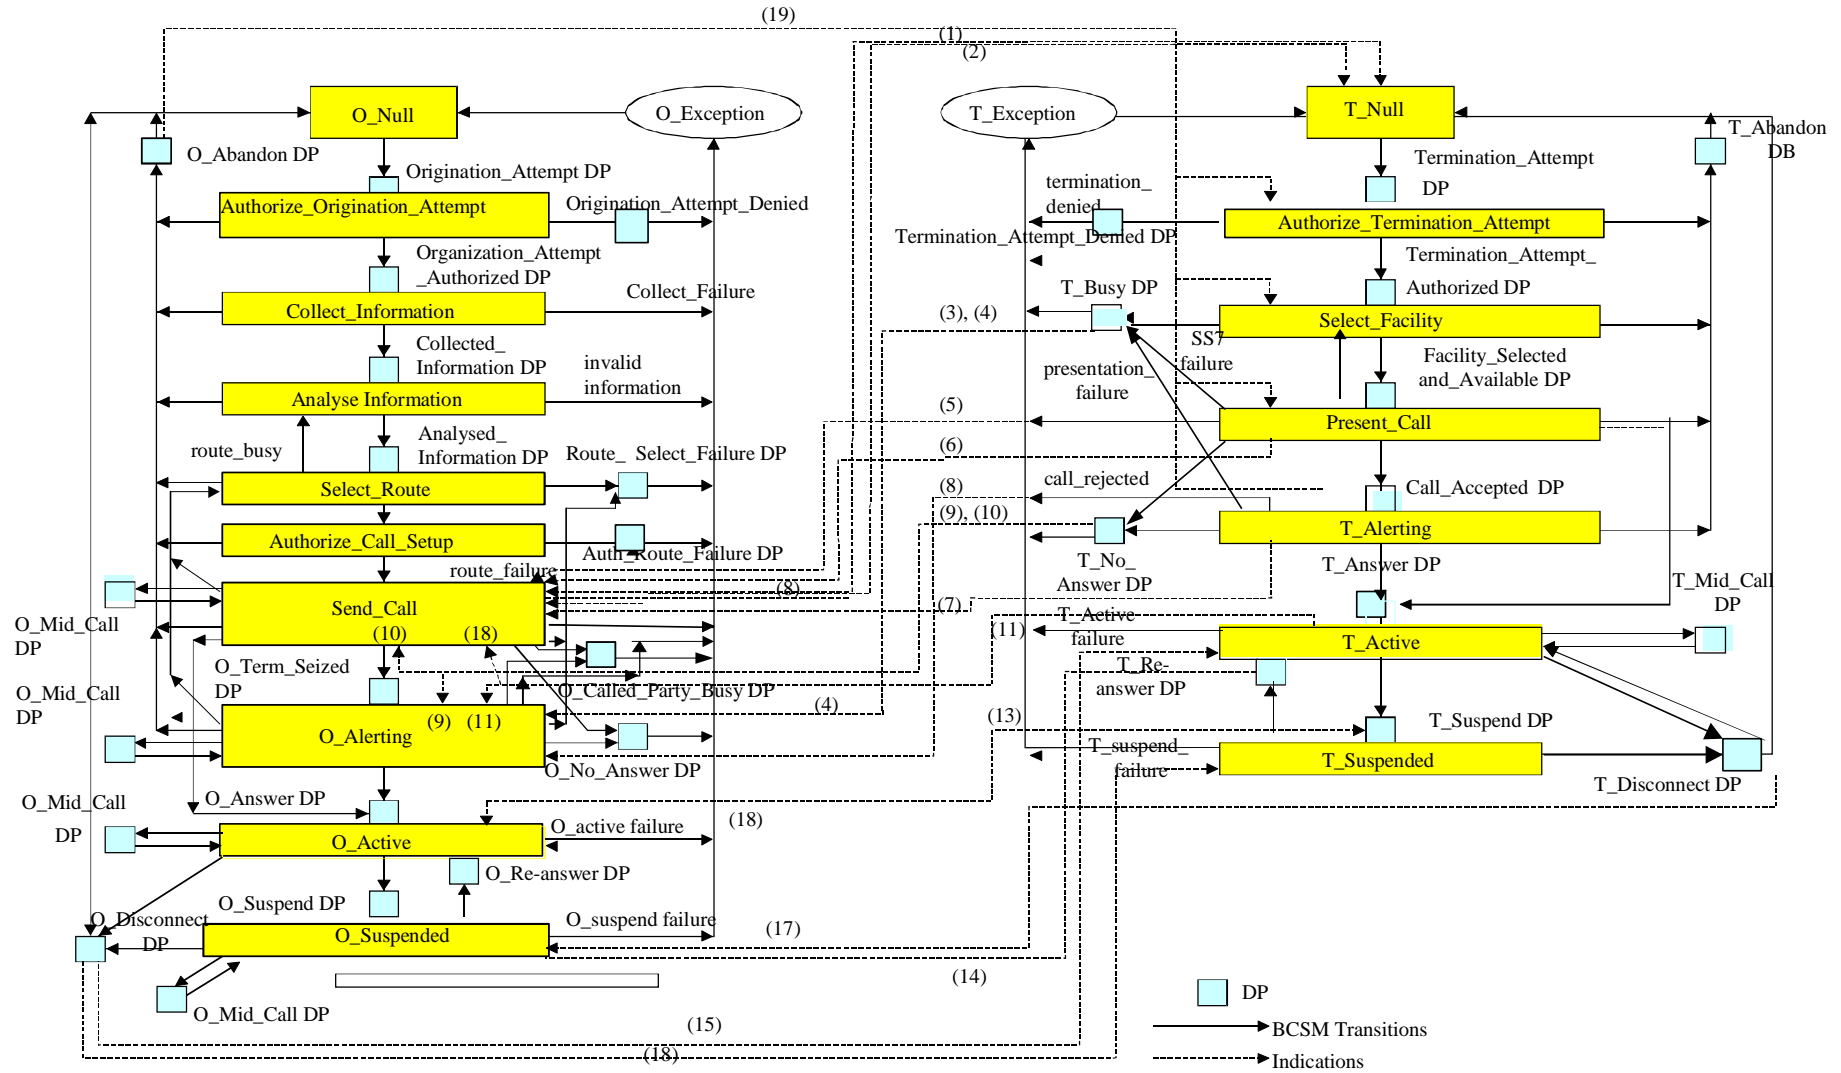 (19)
(1)
(2)
O_Null
O_Exception
T_Exception
T_Null
O_Abandon DP
T_Abandon
DB
Origination_Attempt DP
Termination_Attempt
DP
Authorize_Origination_Attempt
Origination_Attempt_Denied
termination_
denied
Authorize_Termination_Attempt
Termination_Attempt_Denied DP
Organization_Attempt
_Authorized DP
Termination_Attempt_
Authorized DP
Collect_Information
Collect_Failure
T_Busy DP
(3), (4)
Select_Facility
SS7
failure
Collected_
Information DP
invalid
information
presentation_
failure
Facility_Selected
and_Available DP
Analyse Information
(5)
Present_Call
route_busy
Analysed_
Information DP
Route_ Select_Failure DP
(6)
call_rejected
Select_Route
(8)
Call_Accepted DP
(9), (10)
Authorize_Call_Setup
T_Alerting
Auth_Route_Failure DP
route_failure
T_No_
Answer DP
T_Answer DP
T_Mid_Call
DP
(8)
Send_Call
(7)
O_Mid_Call
DP
(10)
(18)
(11)
T_Active
failure
T_Active
O_Term_Seized
DP
T_Re-
answer DP
O_Mid_Call
DP
O_Called_Party_Busy DP
(4)
(9)
(11)
(13)
T_Suspend DP
O_Alerting
T_suspend_
failure
T_Suspended
O_No_Answer DP
T_Disconnect DP
O_Mid_Call
DP
O_Answer DP
O_active failure
(18)
O_Active
O_Re-answer DP
O_Suspend DP
O_Disconnect
DP
O_suspend failure
(17)
O_Suspended
(14)
O_Mid_Call DP
DP
(15)
BCSM Transitions
(18)
Indications